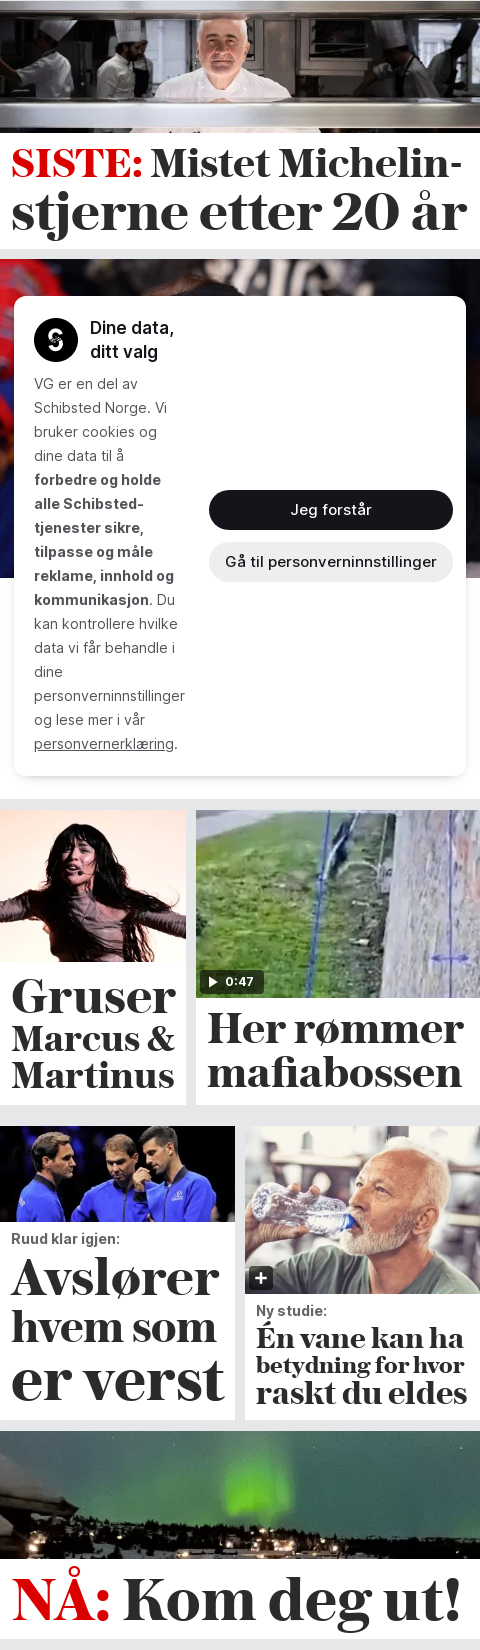 SISTE: Mistet Michelin-
stjerne etter 20 år
Dine data,
ditt valg
VG er en del av
Schibsted Norge. Vi
bruker cookies og
dine data til å
forbedre og holde
alle Schibsted-
tjenester sikre,
tilpasse og måle
reklame, innhold og
kommunikasjon. Du
kan kontrollere hvilke
data vi får behandle i
dine
personverninnstillinger
og lese mer i vår
personvernerklæring.
Jeg forstår
Gå til personverninnstillinger
Gruser
Marcus &
Martinus
0:47
Her rømmer
mafiabossen
Ruud klar igjen:
Avslører
hvem som
er verst
Ny studie:
Én vane kan ha
betydning for hvor
raskt du eldes
NÅ: Kom deg ut!